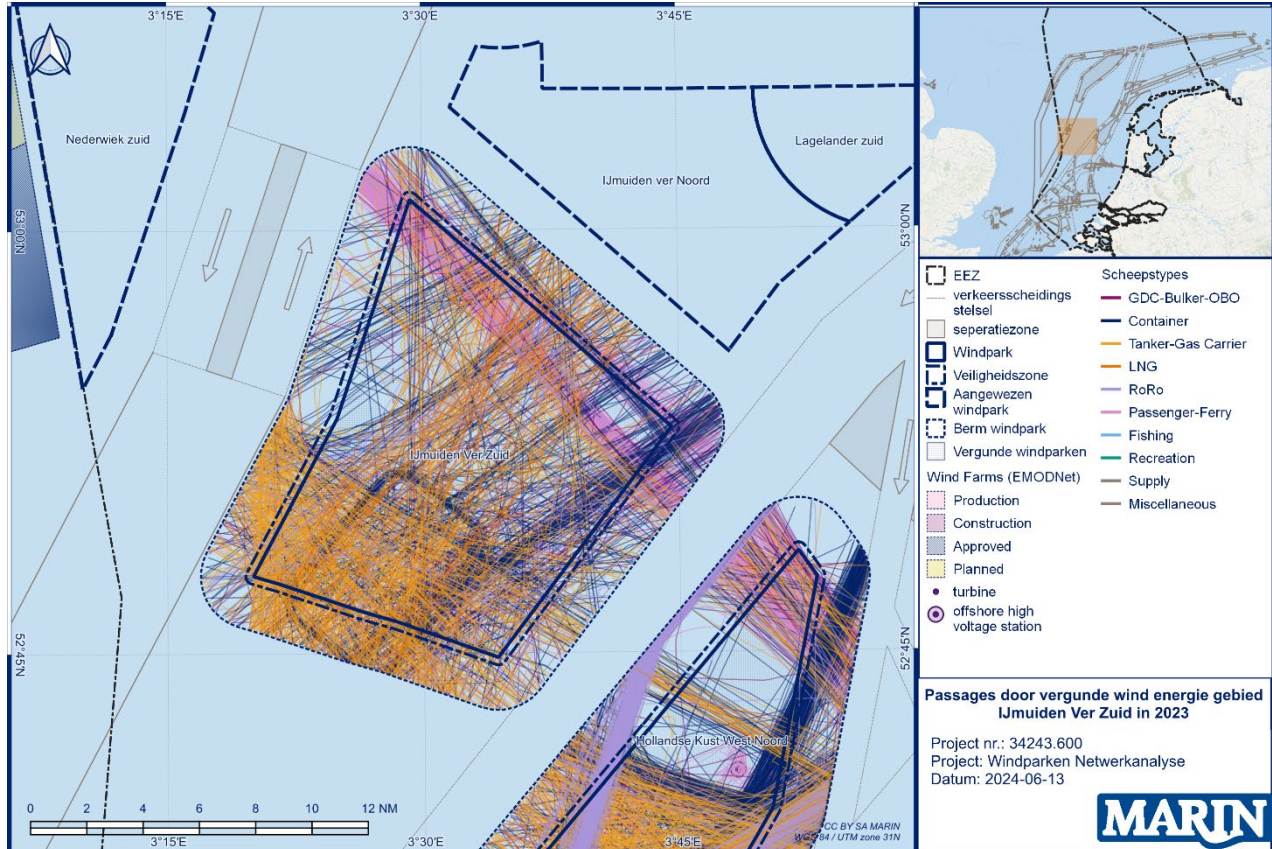 3°15'E
3°30'E
3°45'E
Nederwiek zuid
Lagelander zuid
IJmuiden ver Noord
53°00'N
53°00'N
IJmuiden Ver Zuid
52°45'N
52°45'N
Hollandse Kust West Noord
0 2 4 6 8 10 12 NM
3°15'E
3°30'E
3°45'E
CC BY SA MARIN
84 / UTM zone 31N
EEZ
verkeersscheidings
stelsel
seperatiezone
Windpark
Veiligheidszone
Aangewezen
windpark
Berm windpark
Vergunde windparken
Wind Farms (EMODNet)
Production
Construction
Approved
Planned
turbine
offshore high
voltage station
Scheepstypes
GDC-Bulker-OBO
Container
Tanker-Gas Carrier
LNG
RoRo
Passenger-Ferry
Fishing
Recreation
Supply
Miscellaneous
Passages door vergunde wind energie gebied
IJmuiden Ver Zuid in 2023
Project nr.: 34243.600
Project: Windparken Netwerkanalyse
Datum: 2024-06-13
MARIN